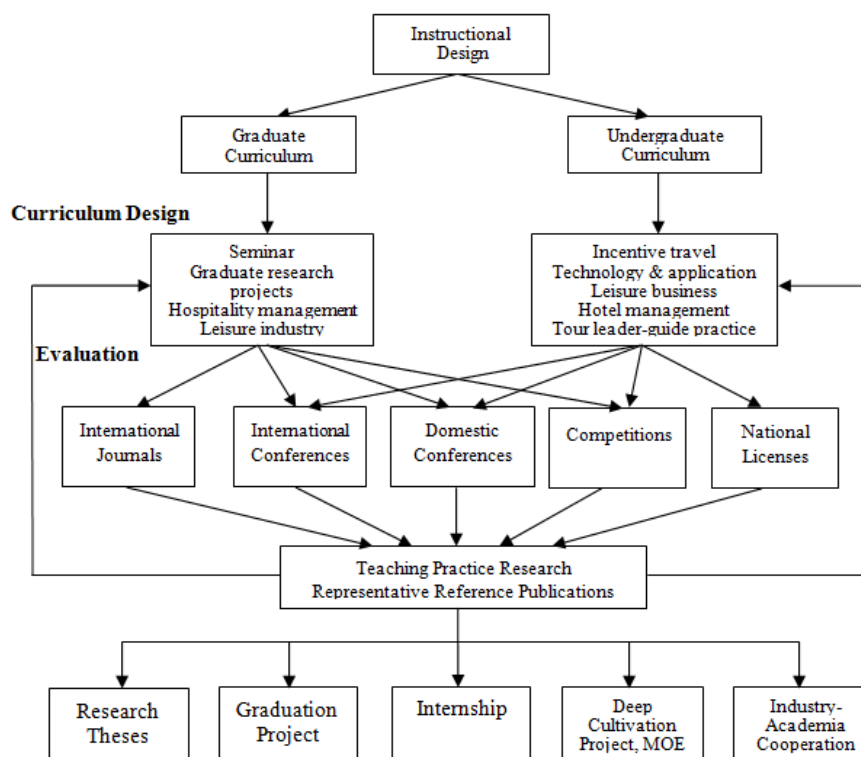 Instructional
Design
Graduate
Curriculum
Undergraduate
Curriculum
Curriculum Design
Seminar
Graduate research
projects
Hospitality management
Leisure industry
Incentive travel
Technology & application
Leisure business
Hotel management
Tour leader-guide practice
Evaluation
International
Journals
International
Conferences
Domestic
Conferences
Competitions
National
Licenses
Teaching Practice Research
Representative Reference Publications
Research
Theses
Graduation
Project
Internship
Deep
Cultivation
Project, MOE
Industry-
Academia
Cooperation